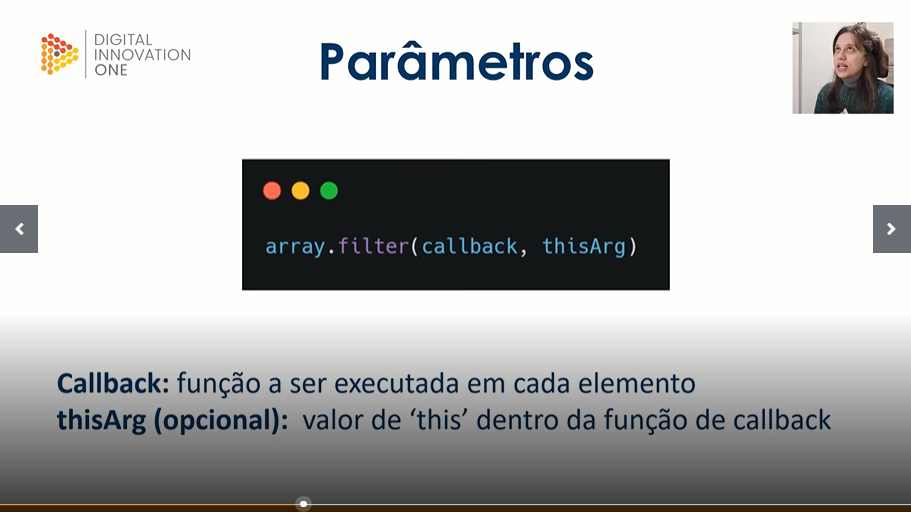 DIGITAL
INNOVATION
ONE
Parâmetros
array.filter(callback, thisArg)
Callback: função a ser executada em cada elemento
thisArg (opcional): valor de ‘this’ dentro da função de callback